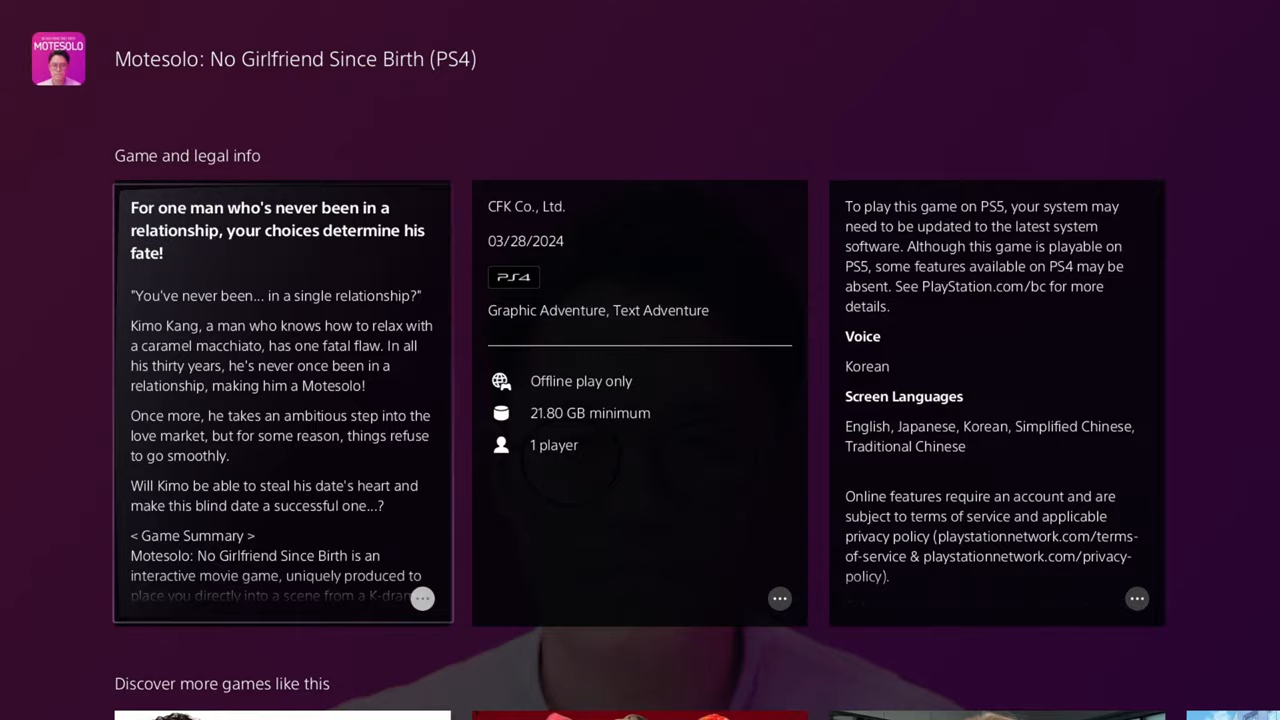 MOTESOLO
Motesolo: No Girlfriend Since Birth (PS4)
Game and legal info
For one man who's never been in a
relationship, your choices determine his
fate!
"You've never been... in a single relationship?"
Kimo Kang, a man who knows how to relax with
a caramel macchiato, has one fatal flaw. In all
his thirty years, he's never once been in a
relationship, making him a Motesolo!
Once more, he takes an ambitious step into the
love market, but for some reason, things refuse
to go smoothly.
Will Kimo be able to steal his date's heart and
make this blind date a successful one...?
< Game Summary >
Motesolo: No Girlfriend Since Birth is an
interactive movie game, uniquely produced to
place you directly into a scene from a
CFK Co., Ltd.
03/28/2024
PS4
Graphic Adventure, Text Adventure
Offline play only
21.80 GB minimum
1 player
To play this game on PS5, your system may
need to be updated to the latest system
software. Although this game is playable on
PS5, some features available on PS4 may be
absent. See PlayStation.com/bc for more
details.
Voice
Korean
Screen Languages
English, Japanese, Korean, Simplified Chinese,
Traditional Chinese
Online features require an account and are
subject to terms of service and applicable
privacy policy (playstationnetwork.com/terms-
of-service & playstationnetwork.com/privacy-
policy).
Discover more games like this